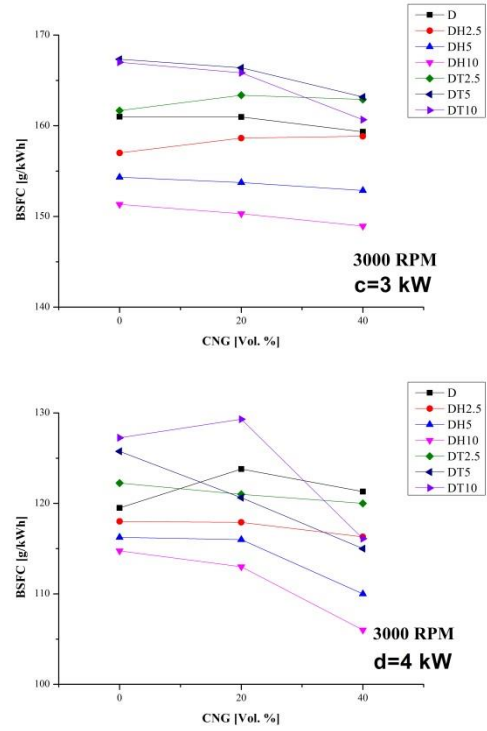 D
DH2.5
DH5
DH10
DT2.5
DT5
DT10
170
160
150
140
BSFC [g/kWh]
3000 RPM
c=3 kW
0 20 40
CNG [Vol. %]
D
DH2.5
DH5
DH10
DT2.5
DT5
DT10
130
120
110
100
BSFC [g/kWh]
3000 RPM
d=4 kW
0 20 40
CNG [Vol. %]